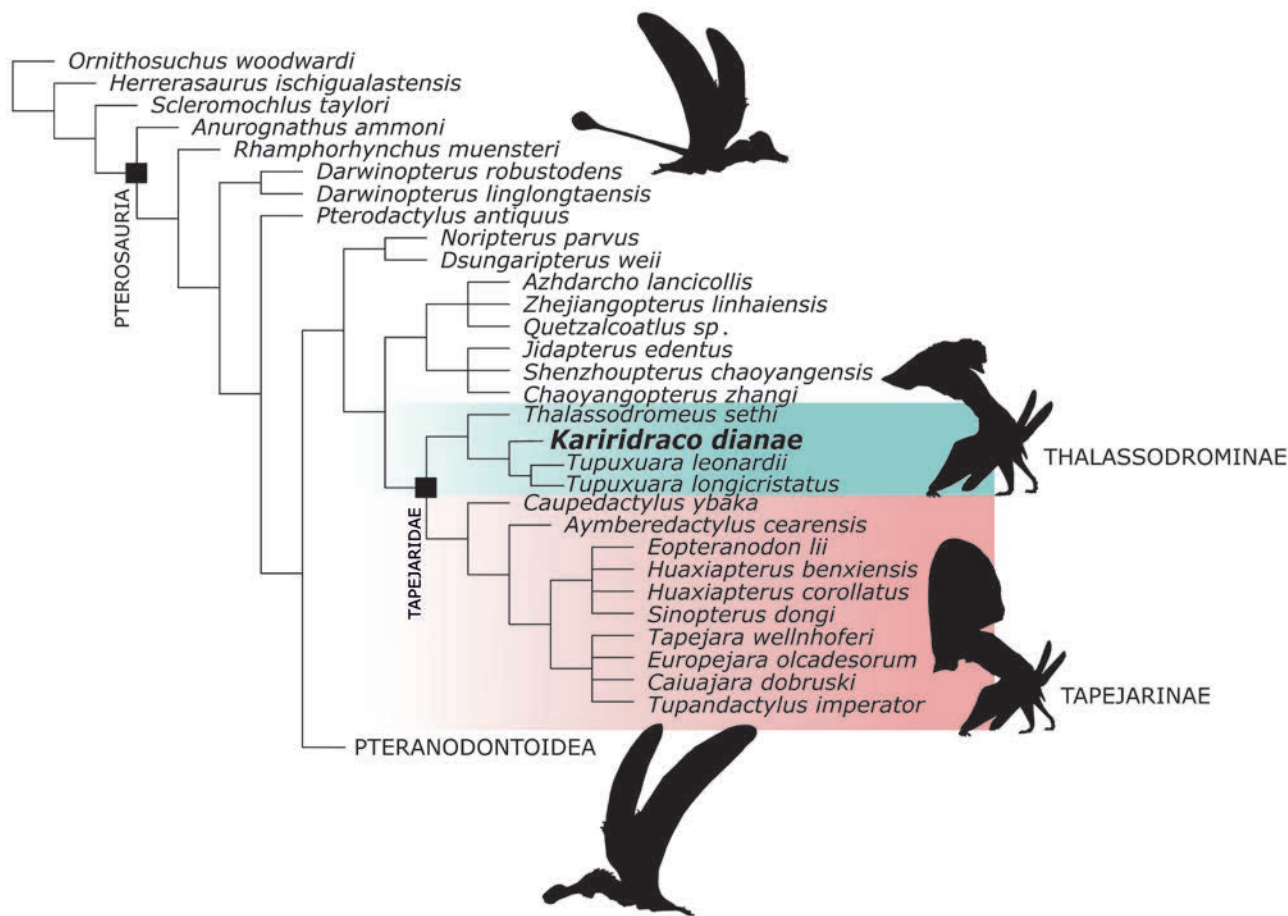 Ornithosuchus woodwardi
Herrerasaurus ischigualastensis
Scleromochlus taylori
Anurognathus ammoni
Rhamphorhynchus muensteri
Darwinopterus robustodens
Darwinopterus linglongtaensis
Pterodactylus antiquus
PTEROSAURIA
Noripterus parvus
Dsungaripterus weii
Azhdarcho lancicollis
Zhejiangopterus linhaiensis
Quetzalcoatlus sp.
Jidapterus edentus
Shenzhoupterus chaoyangensis
Chaoyangopterus zhangi
Thalassodromeus sethi
Kariridraco dianae
Tupuxuara leonardii
Tupuxuara longicristatus
THALASSODROMINAE
TAPEJARIDAE
Caupedactylus ybaka
Aymberedactylus cearensis
Eopteranodon lii
Huaxiapterus benxiensis
Huaxiapterus corollatus
Sinopterus dongi
Tapejara wellnhoferi
Europejara olcadesorum
Caiuajara dobruski
Tupandactylus imperator
TAPEJARINAE
PTERANODONTOIDEA